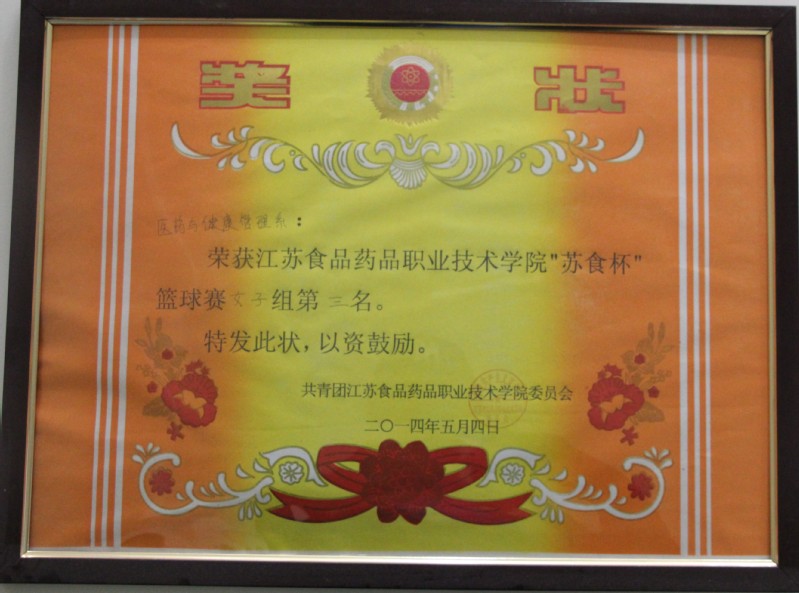 奖状
医药与健康管理系：
荣获江苏食品药品职业技术学院"苏食杯"
篮球赛女子组第三名。
特发此状，以资鼓励。
共青团江苏食品药品职业技术学院委员会
二〇一四年五月四日